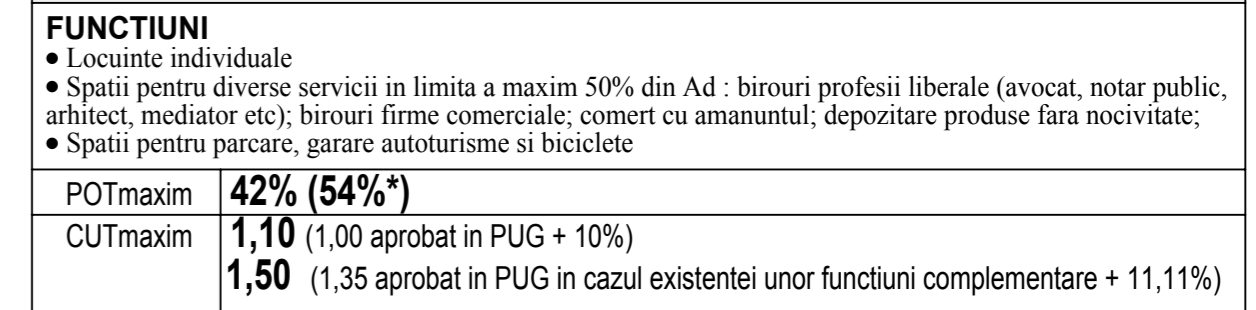 FUNCTIUNI
• Locuinte individuale
• Spatii pentru diverse servicii in limita a maxim 50% din Ad : birouri profesii liberale (avocat, notar public,
arhitect, mediator etc); birouri firme comerciale; comert cu amanuntul; depozitare produse fara nocivitate;
• Spatii pentru parcare, garare autoturisme si biciclete
POTmaxim 42% (54%*)
CUTmaxim 1,10 (1,00 aprobat in PUG + 10%)
1,50 (1,35 aprobat in PUG in cazul existentei unor functiuni complementare + 11,11%)